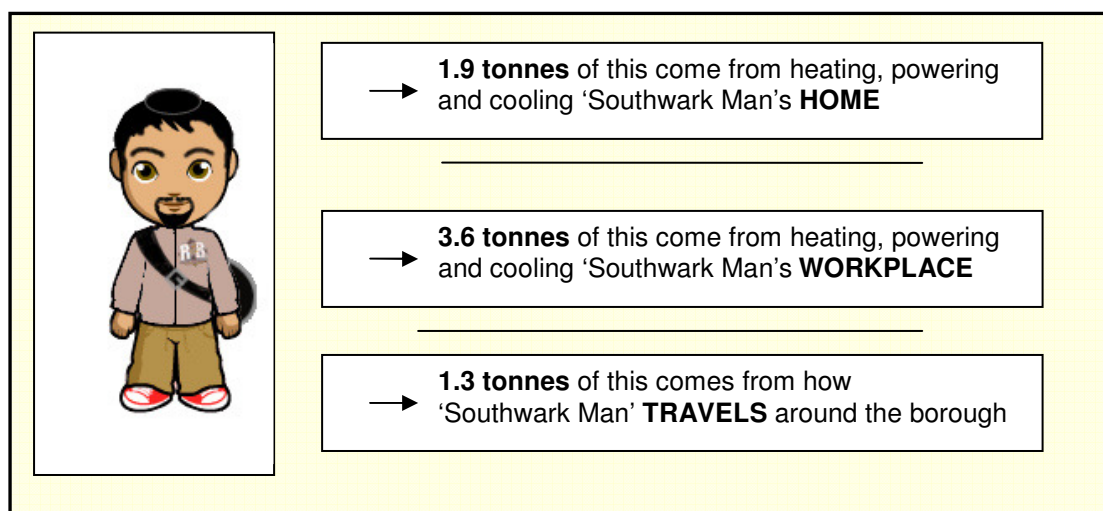 1.9 tonnes of this come from heating, powering
and cooling ‘Southwark Man’s HOME
3.6 tonnes of this come from heating, powering
and cooling ‘Southwark Man’s WORKPLACE
1.3 tonnes of this comes from how
‘Southwark Man’ TRAVELS around the borough